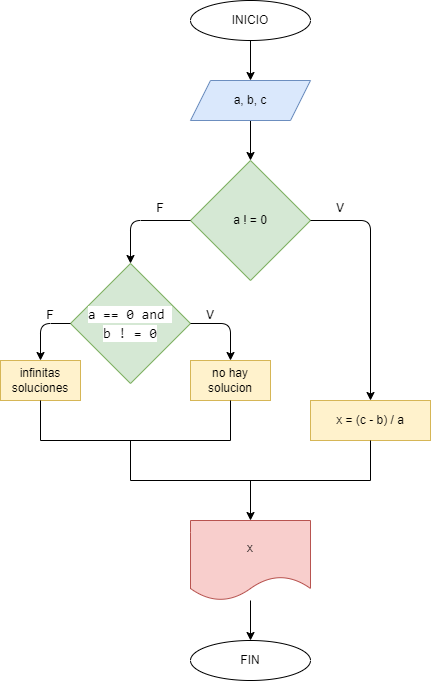 INICIO
a, b, c
a ! = 0
F
V
a == 0 and
b ! = 0
F
V
infinitas
soluciones
no hay
solucion
x = (c - b) / a
x
FIN